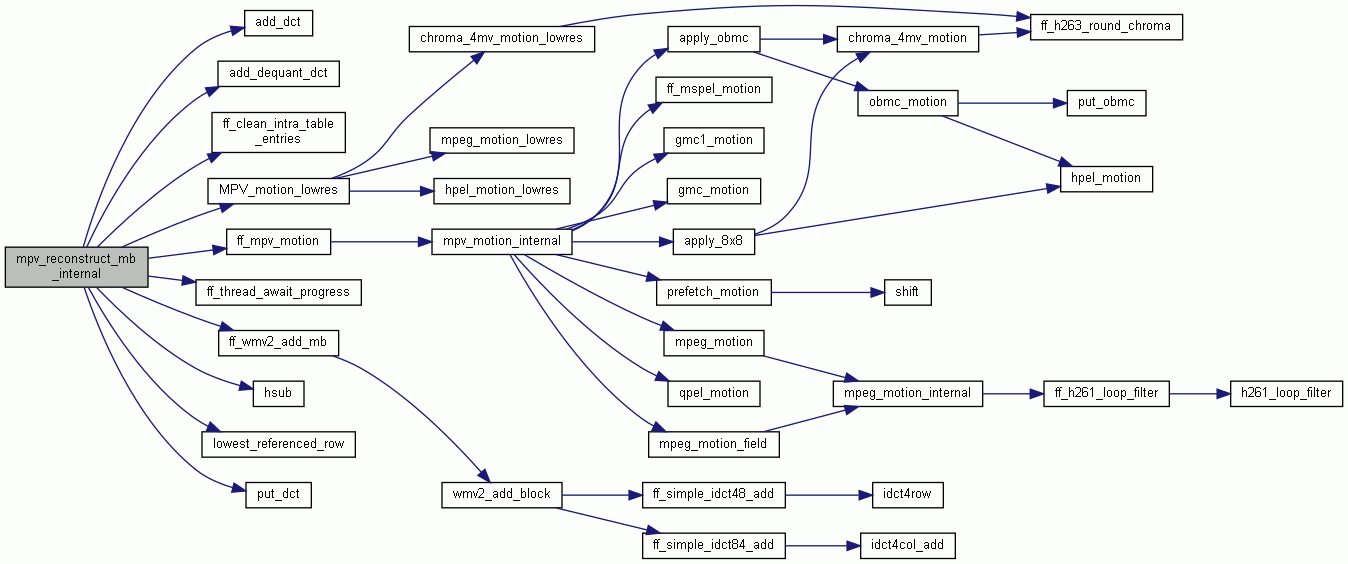 mpv_reconstruct_mb
_internal
add_dct
add_dequant_dct
ff_clean_intra_table
_entries
MPV_motion_lowres
ff_mpv_motion
ff_thread_await_progress
ff_wmv2_add_mb
hsub
lowest_referenced_row
put_dct
chroma_4mv_motion_lowres
mpeg_motion_lowres
hpel_motion_lowres
mpv_motion_internal
wmv2_add_block
apply_obmc
ff_mspel_motion
gmc1_motion
gmc_motion
apply_8x8
prefetch_motion
mpeg_motion
qpel_motion
mpeg_motion_field
ff_simple_idct48_add
ff_simple_idct84_add
chroma_4mv_motion
obmc_motion
shift
mpeg_motion_internal
idct4row
idct4col_add
ff_h263_round_chroma
put_obmc
hpel_motion
ff_h261_loop_filter
h261_loop_filter